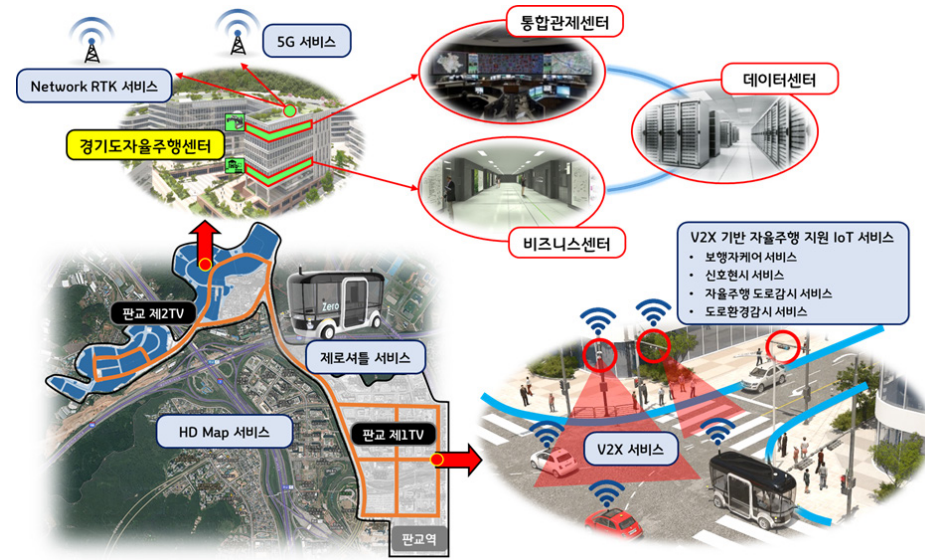 5G 서비스
통합관제센터
Network RTK 서비스
데이터센터
경기도자율주행센터
비즈니스센터
V2X 기반 자율주행 지원 IoT 서비스
• 보행자케어 서비스
• 신호현시 서비스
• 자율주행 도로감시 서비스
• 도로환경감시 서비스
판교 제2TV
Zero
제로셔틀 서비스
HD Map 서비스
판교 제1TV
V2X 서비스
판교역